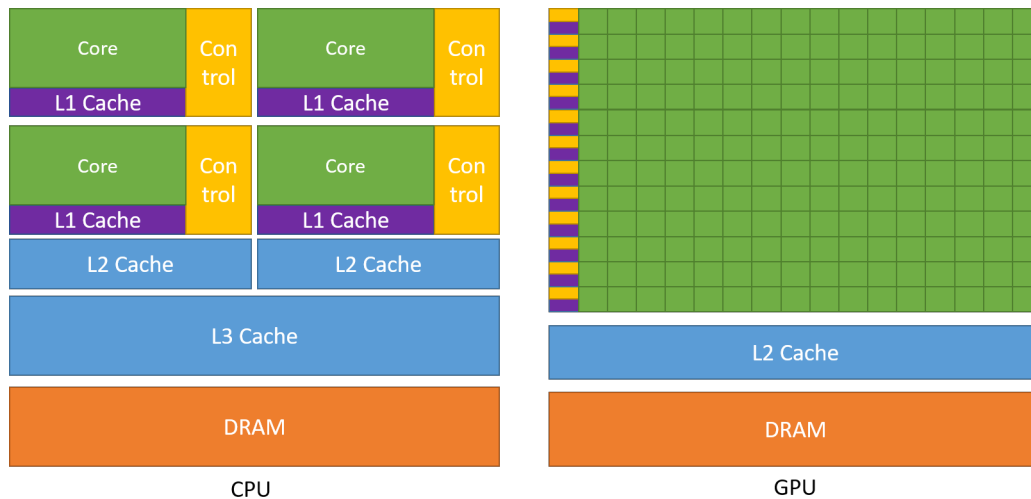 Core
Con
trol
L1 Cache
Core
Con
trol
L1 Cache
Core
Con
trol
L1 Cache
Core
Con
trol
L1 Cache
L2 Cache
L2 Cache
L3 Cache
DRAM
CPU
L2 Cache
DRAM
GPU